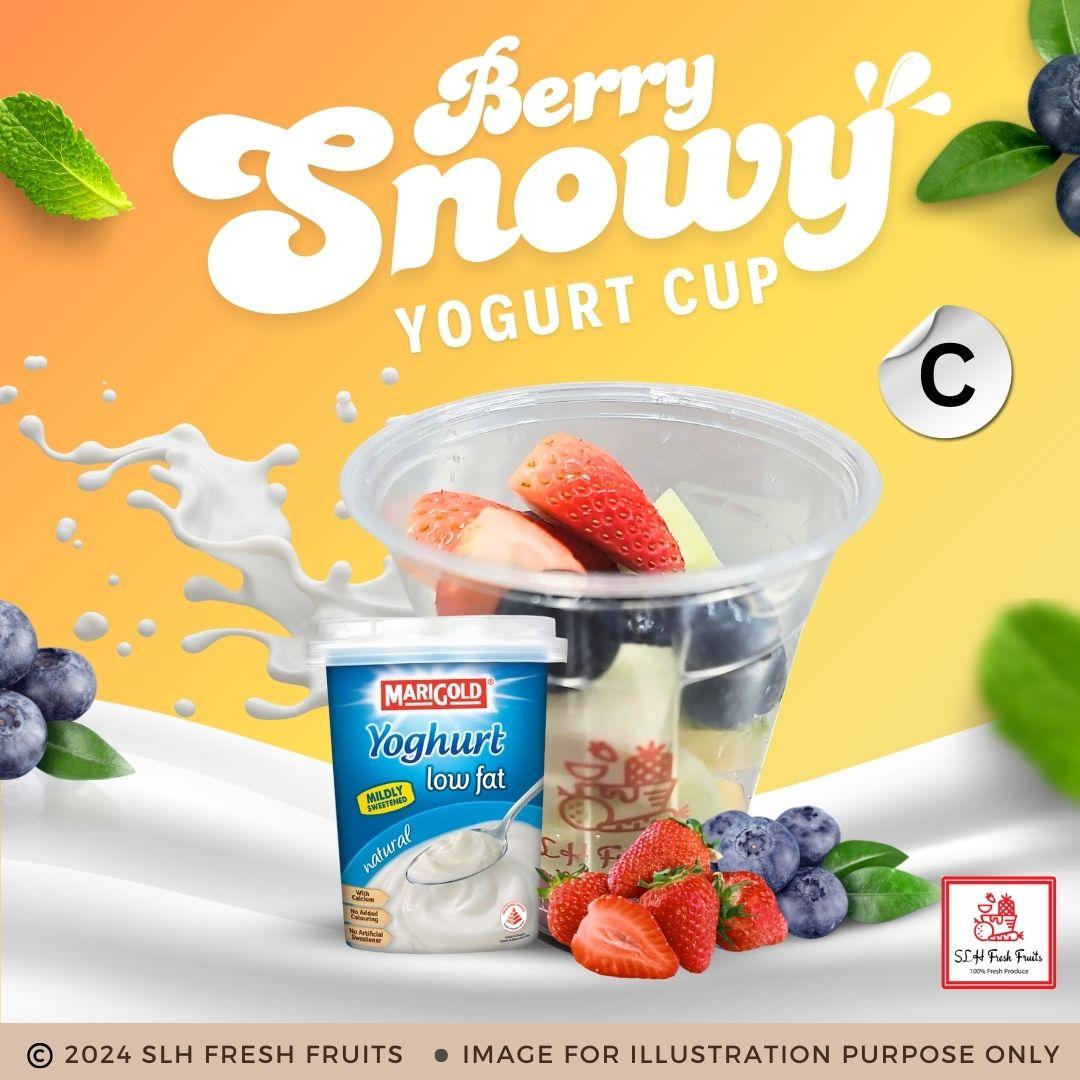 Berry
Snowy
YOGURT CUP
C
MARIGOLD®
Yoghurt
low fat
MILDLY
SWEETENED
natural
With
Calcium
No Added
Colouring
No Artificial
Sweetener
SLH Fresh Fruits
100% Fresh Produce
© 2024 SLH FRESH FRUITS • IMAGE FOR ILLUSTRATION PURPOSE ONLY